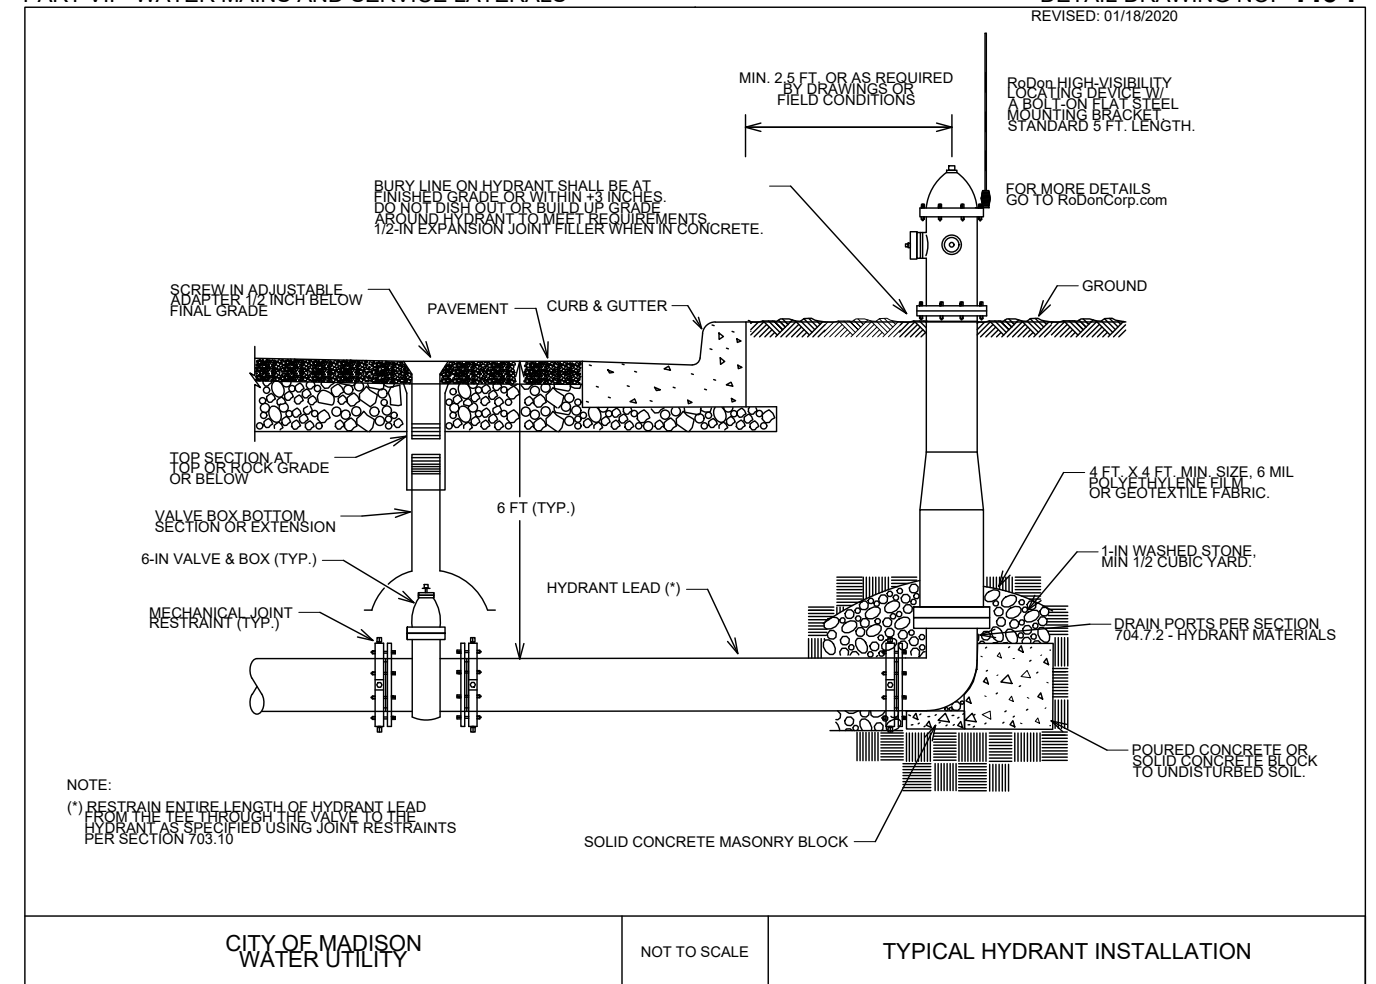 PART VII - WATER MAINS AND SERVICE LATERALS
DETAIL DRAWING NO.
REVISED: 01/18/2020
MIN. 2.5 FT. OR AS REQUIRED
BY DRAWINGS OR
FIELD CONDITIONS
RoDon HIGH-VISIBILITY
LOCATING DEVICE W/
A BOLT-ON FLAT STEEL
MOUNTING BRACKET.
STANDARD 5 FT. LENGTH.
FOR MORE DETAILS
GO TO RoDonCorp.com
BURY LINE ON HYDRANT SHALL BE AT
FINISHED GRADE OR WITHIN +3 INCHES.
DO NOT DISH OUT OR BUILD UP GRADE
AROUND HYDRANT TO MEET REQUIREMENTS.
1/2-IN EXPANSION JOINT FILLER WHEN IN CONCRETE.
SCREW IN ADJUSTABLE
ADAPTER 1/2 INCH BELOW
FINAL GRADE
PAVEMENT
CURB & GUTTER
GROUND
TOP SECTION AT
TOP OR ROCK GRADE
OR BELOW
VALVE BOX BOTTOM
SECTION OR EXTENSION
6-IN VALVE & BOX (TYP.)
MECHANICAL JOINT
RESTRAINT (TYP.)
6 FT (TYP.)
HYDRANT LEAD (*)
4 FT. X 4 FT. MIN. SIZE, 6 MIL
POLYETHYLENE FILM
OR GEOTEXTILE FABRIC.
1-IN WASHED STONE,
MIN 1/2 CUBIC YARD.
DRAIN PORTS PER SECTION
704.7.2 - HYDRANT MATERIALS
POURED CONCRETE OR
SOLID CONCRETE BLOCK
TO UNDISTURBED SOIL.
SOLID CONCRETE MASONRY BLOCK
NOTE:
(*) RESTRAIN ENTIRE LENGTH OF HYDRANT LEAD
FROM THE TEE THROUGH THE VALVE TO THE
HYDRANT AS SPECIFIED USING JOINT RESTRAINTS
PER SECTION 703.10
CITY OF MADISON
WATER UTILITY
NOT TO SCALE
TYPICAL HYDRANT INSTALLATION